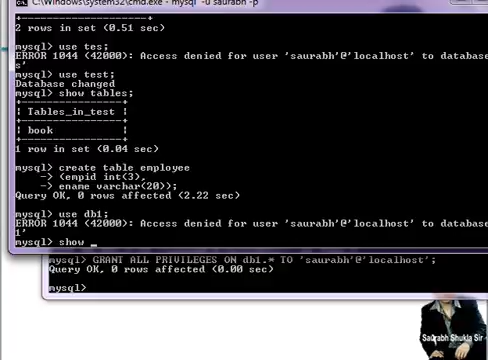 C:\Windows\system32\cmd.exe - mysql -u saurabh -p
2 rows in set (0.51 sec)
mysql> use tes;
ERROR 1044 (42000): Access denied for user 'saurabh'@'localhost' to database
s'
mysql> use test;
Database changed
mysql> show tables;
+----------------+
| Tables_in_test |
+----------------+
| book           |
+----------------+
1 row in set (0.04 sec)
mysql> create table employee
-> (empid int(3),
-> ename varchar(20));
Query OK, 0 rows affected (2.22 sec)
mysql> use db1;
ERROR 1044 (42000): Access denied for user 'saurabh'@'localhost' to database
1'
mysql> show _
mysql> GRANT ALL PRIVILEGES ON db1.* TO 'saurabh'@'localhost';
Query OK, 0 rows affected (0.00 sec)
mysql>
Saurabh Shukla Sir